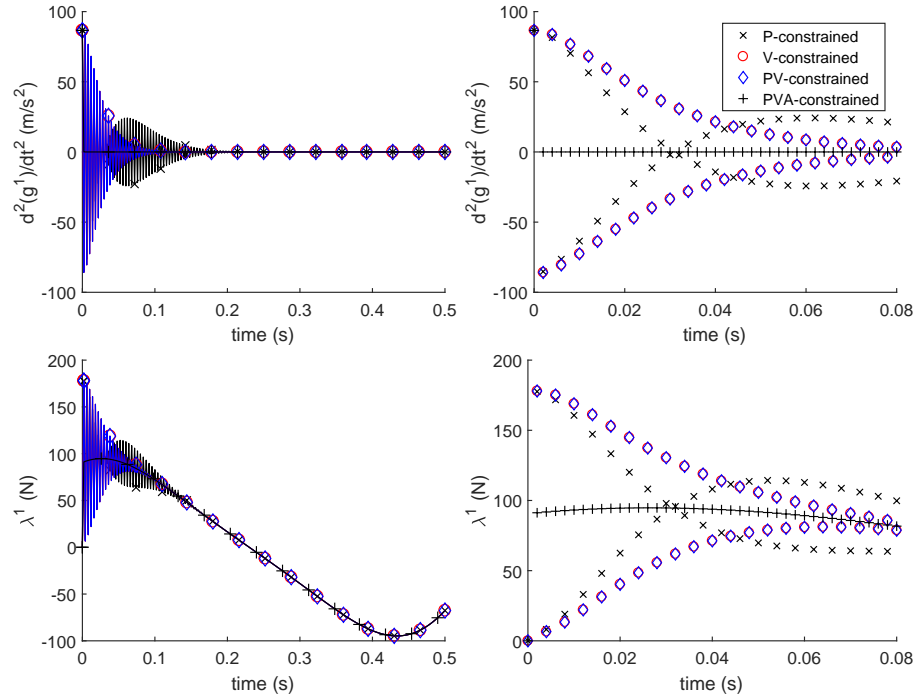 100
50
0
-50
-100
d²(g¹)/dt² (m/s²)
0 0.1 0.2 0.3 0.4 0.5
time (s)
100
50
0
-50
-100
d²(g¹)/dt² (m/s²)
0 0.02 0.04 0.06 0.08
time (s)
P-constrained
V-constrained
PV-constrained
PVA-constrained
200
150
100
50
0
-50
-100
λ¹ (N)
0 0.1 0.2 0.3 0.4 0.5
time (s)
200
150
100
50
0
λ¹ (N)
0 0.02 0.04 0.06 0.08
time (s)